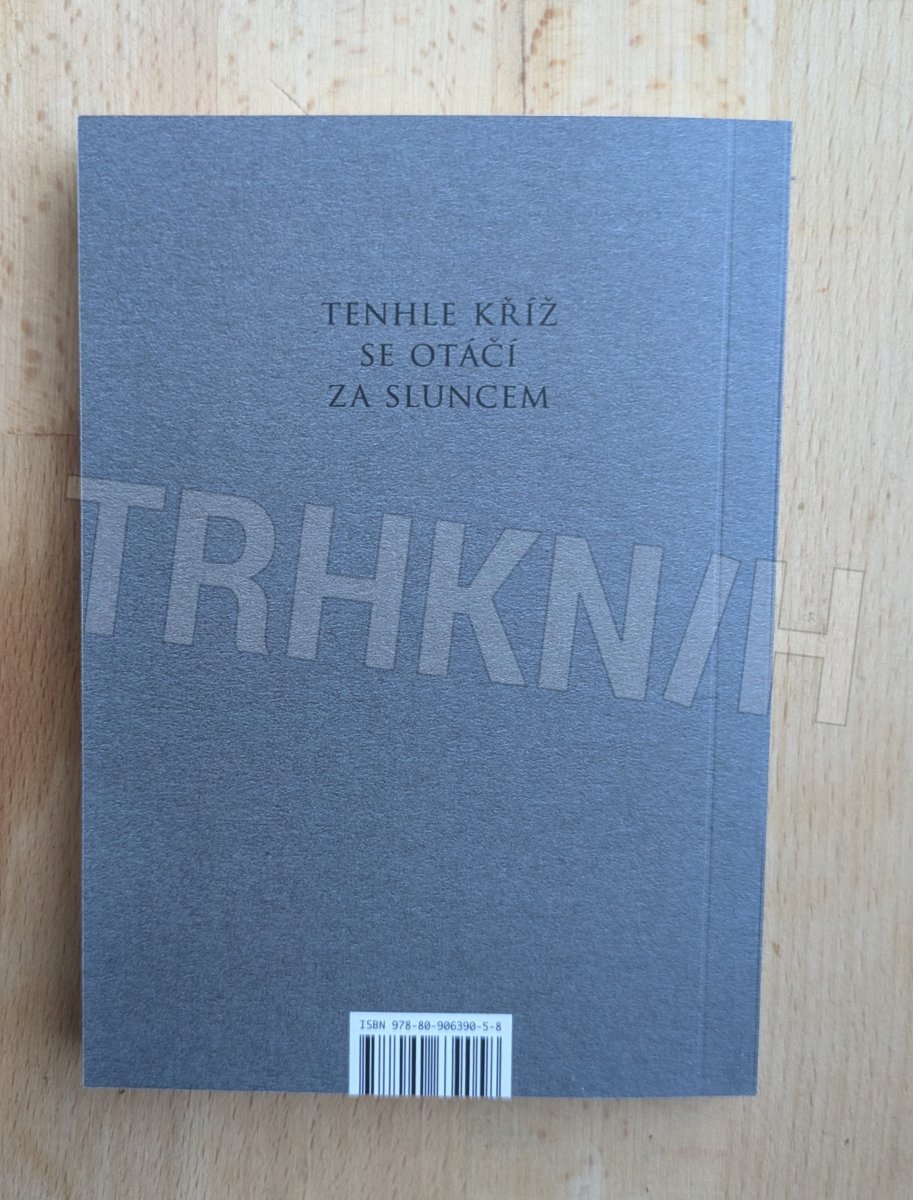 TENHLE KŘÍŽ
SE OTÁČÍ
ZA SLUNCEM
TRHKNIH
ISBN 978-80-906390-5-8